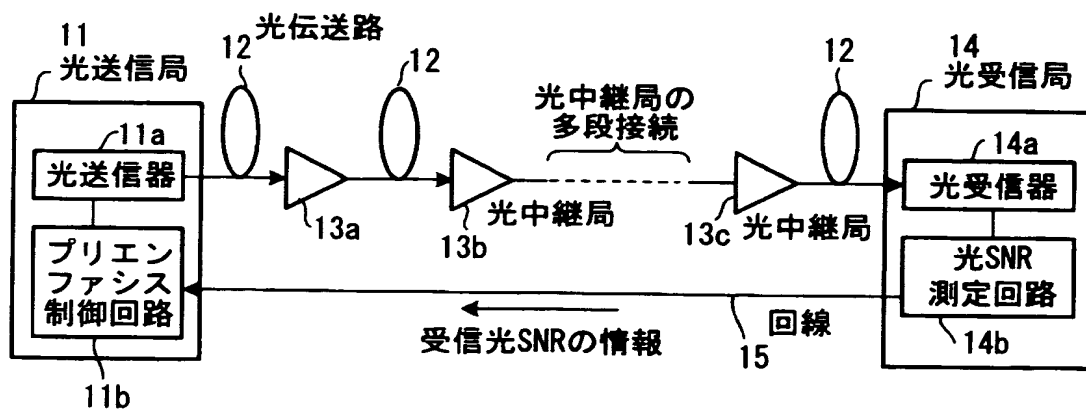 11
光送信局
11a
光送信器
プリエン
ファシス
制御回路
11b
12
光伝送路
12
13a
13b
光中継局
光中継局の
多段接続
13c
光中継局
12
14
光受信局
14a
光受信器
光SNR
測定回路
14b
回線
15
受信光SNRの情報